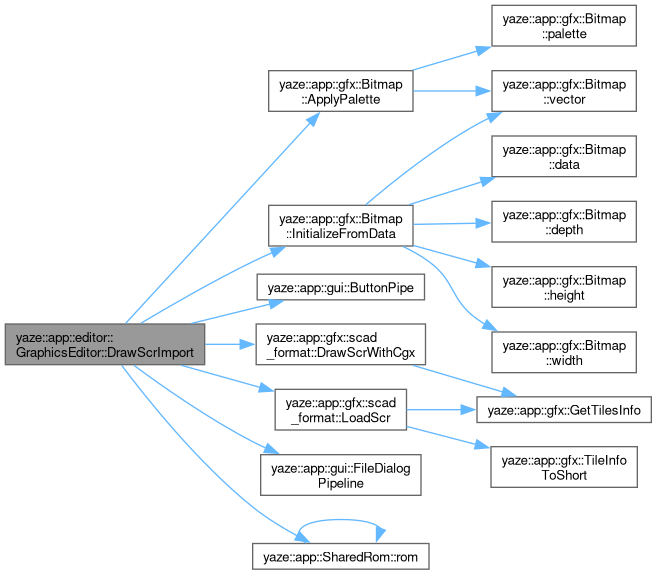 yaze::app::gfx::Bitmap
::palette
yaze::app::gfx::Bitmap
::ApplyPalette
yaze::app::gfx::Bitmap
::vector
yaze::app::gfx::Bitmap
::data
yaze::app::gfx::Bitmap
::InitializeFromData
yaze::app::gfx::Bitmap
::depth
yaze::app::gfx::Bitmap
::height
yaze::app::gui::ButtonPipe
yaze::app::editor::
GraphicsEditor::DrawScrImport
yaze::app::gfx::scad
_format::DrawScrWithCgx
yaze::app::gfx::Bitmap
::width
yaze::app::gfx::scad
_format::LoadScr
yaze::app::gfx::GetTilesInfo
yaze::app::gui::FileDialog
Pipeline
yaze::app::gfx::TileInfo
ToShort
yaze::app::SharedRom::rom